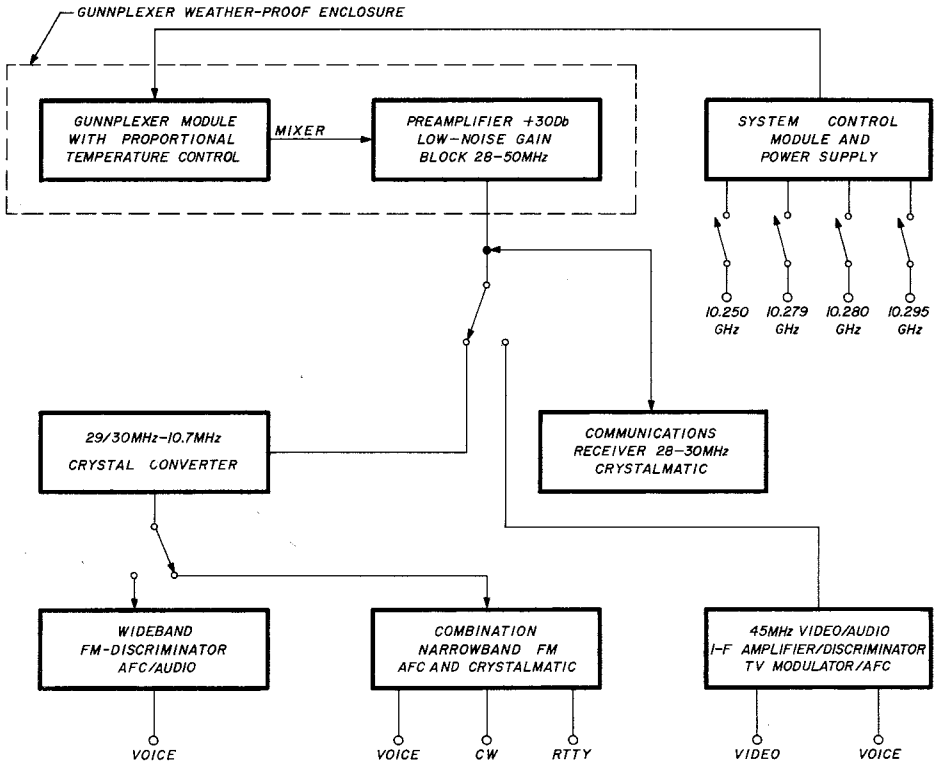 GUNNPLEXER WEATHER-PROOF ENCLOSURE
GUNNPLEXER MODULE
WITH PROPORTIONAL
TEMPERATURE CONTROL
MIXER
PREAMPLIFIER +30Db
LOW-NOISE GAIN
BLOCK 28-50MHz
SYSTEM CONTROL
MODULE AND
POWER SUPPLY
10.250
GHz
10.279
GHz
10.280
GHz
10.295
GHz
29/30MHz-10.7MHz
CRYSTAL CONVERTER
COMMUNICATIONS
RECEIVER 28-30MHz
CRYSTALMATIC
WIDEBAND
FM-DISCRIMINATOR
AFC/AUDIO
COMBINATION
NARROWBAND FM
AFC AND CRYSTALMATIC
45MHz VIDEO/AUDIO
I-F AMPLIFIER/DISCRIMINATOR
TV MODULATOR/AFC
VOICE
VOICE
CW
RTTY
VIDEO
VOICE